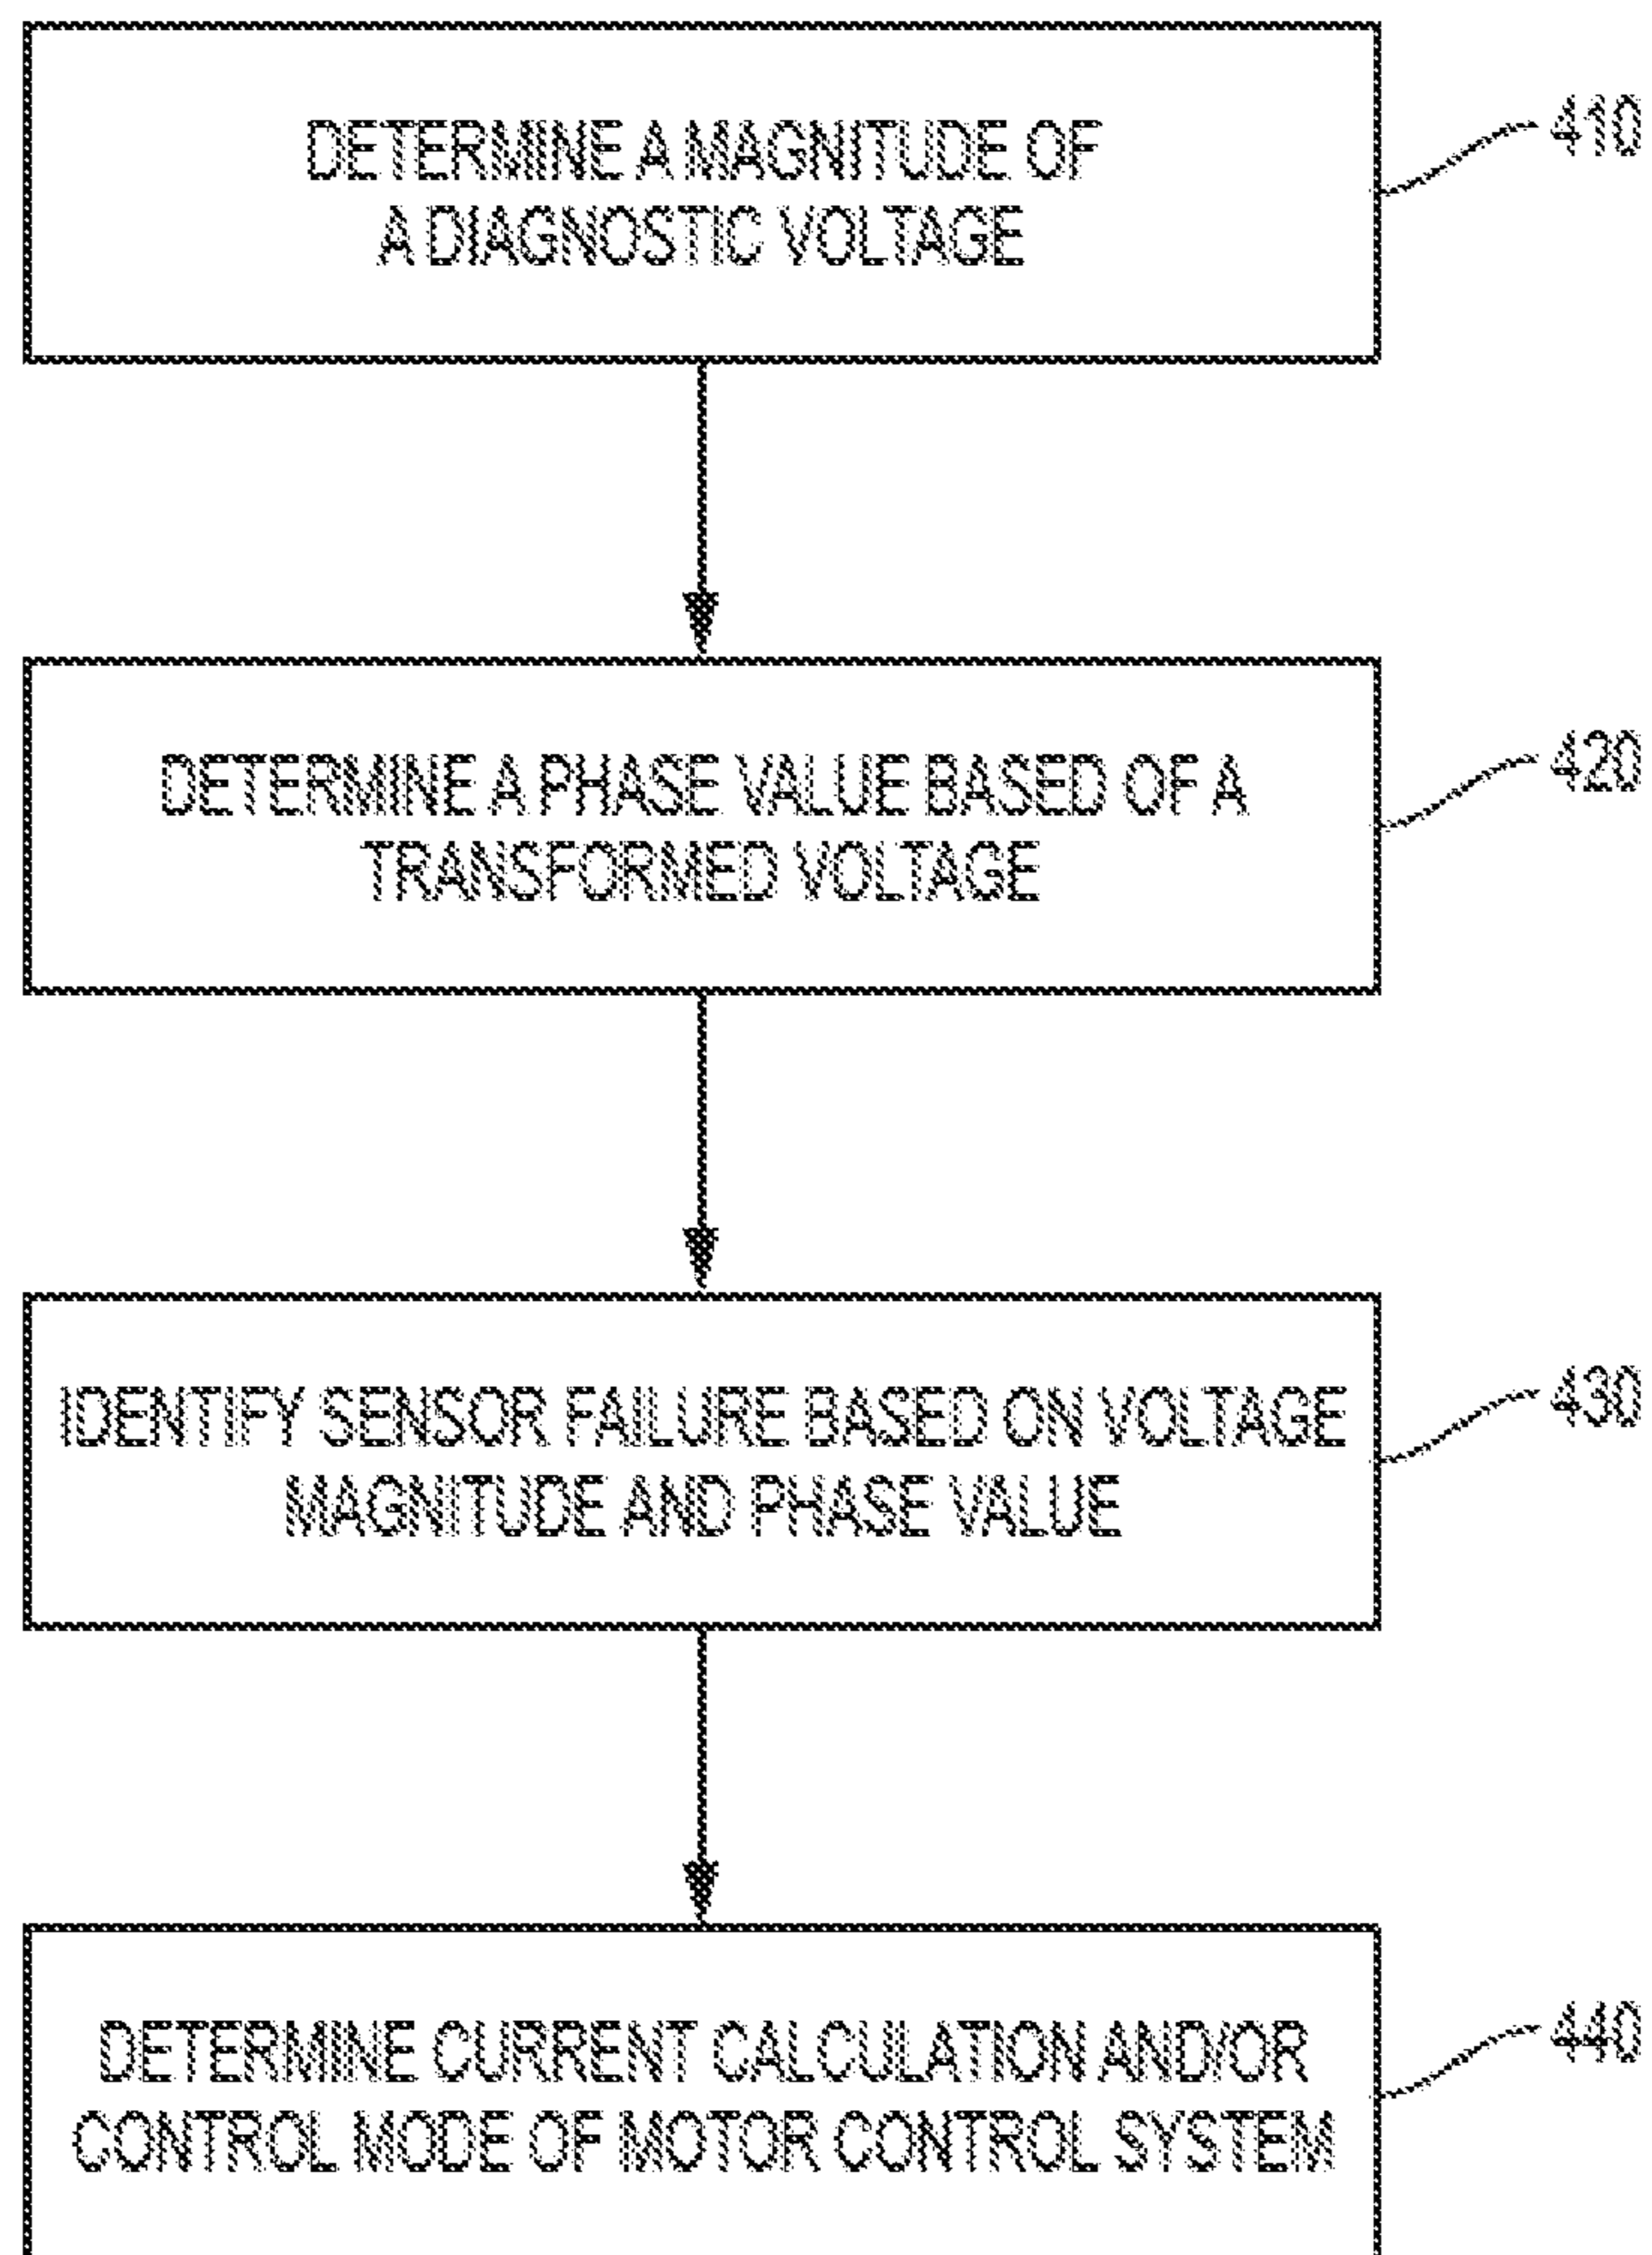 DETERMINE A MAGNITUDE OF
A DIAGNOSTIC VOLTAGE
410
DETERMINE A PHASE VALUE BASED OF A
TRANSFORMED VOLTAGE
420
IDENTIFY SENSOR FAILURE BASED ON VOLTAGE
MAGNITUDE AND PHASE VALUE
430
DETERMINE CURRENT CALCULATION AND/OR
CONTROL MODE OF MOTOR CONTROL SYSTEM
440